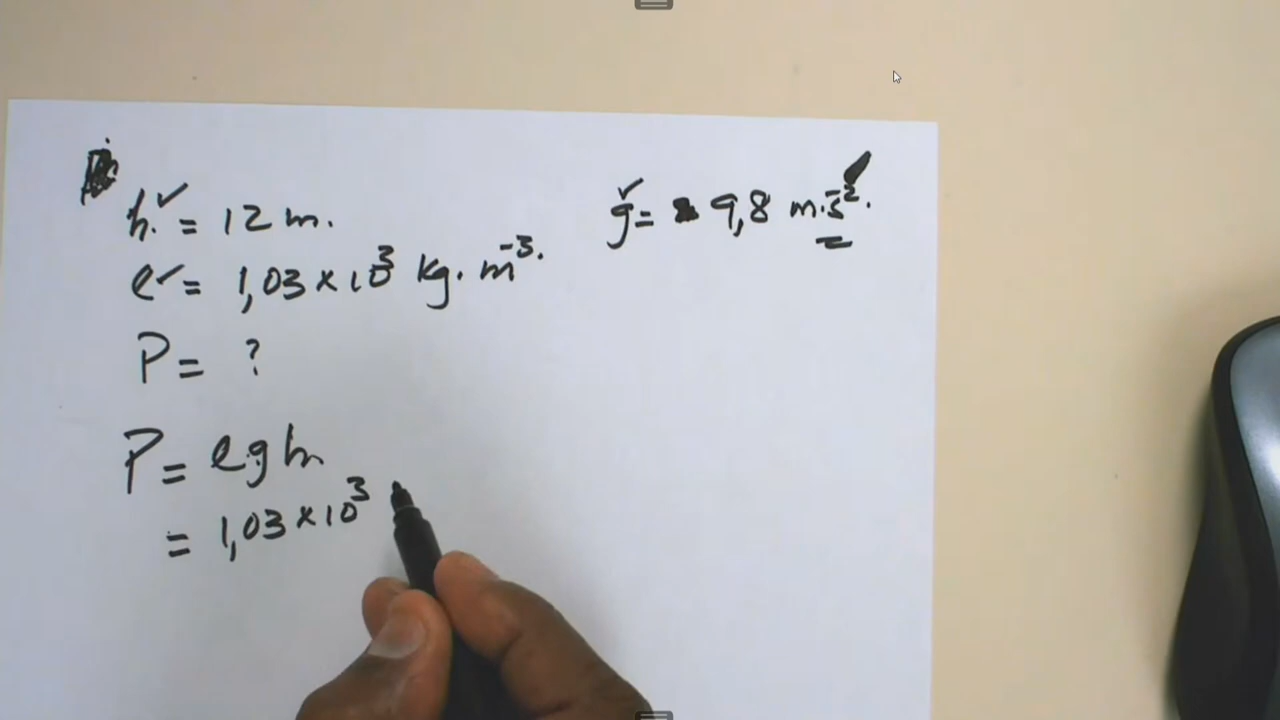 h = 12 m.
g = 9,8 m.s⁻².
ρ = 1,03 × 10³ kg. m⁻³.
P = ?
P = ρgh
= 1,03 × 10³